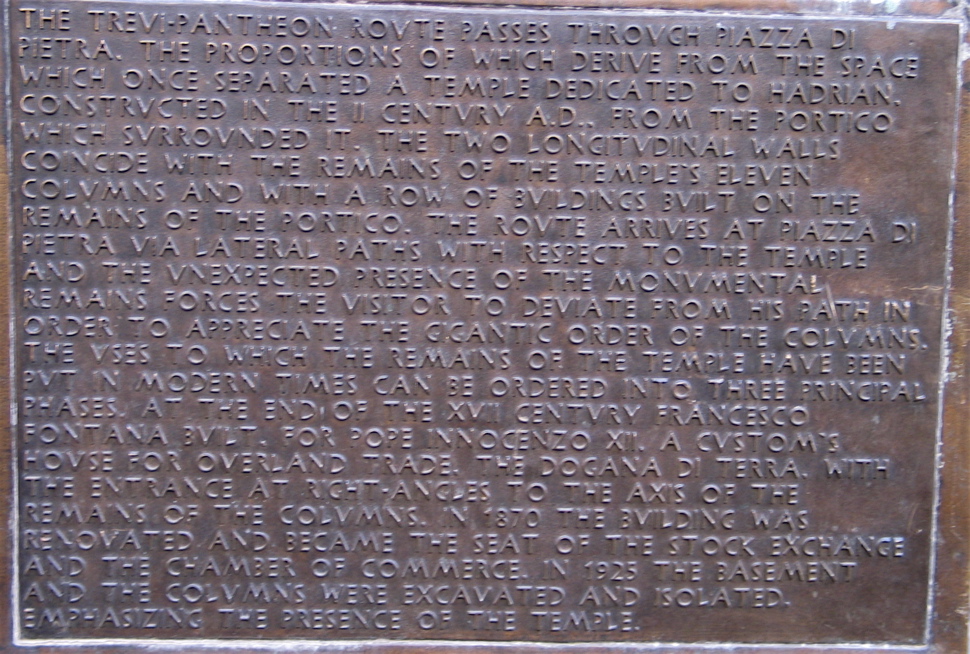 THE TREVI-PANTHEON ROVTE PASSES THROVGH PIAZZA DI
PIETRA. THE PROPORTIONS OF WHICH DERIVE FROM THE SPACE
WHICH ONCE SEPARATED A TEMPLE DEDICATED TO HADRIAN,
CONSTRVCTED IN THE II CENTVRY A.D. FROM THE PORTICO
WHICH SVRROVNDED IT. THE TWO LONGITVDINAL WALLS
COINCIDE WITH THE REMAINS OF THE TEMPLE'S ELEVEN
COLVMNS AND WITH A ROW OF BVILDINGS BVILT ON THE
REMAINS OF THE PORTICO. THE ROVTE ARRIVES AT PIAZZA DI
PIETRA VIA LATERAL PATHS WITH RESPECT TO THE TEMPLE
AND THE VNEXPECTED PRESENCE OF THE MONVMENTAL
REMAINS FORCES THE VISITOR TO DEVIATE FROM HIS PATH IN
ORDER TO APPRECIATE THE GIGANTIC ORDER OF THE COLVMNS.
THE VSES TO WHICH THE REMAINS OF THE TEMPLE HAVE BEEN
PVT IN MODERN TIMES CAN BE ORDERED INTO THREE PRINCIPAL
PHASES. AT THE END OF THE XVII CENTVRY FRANCESCO
FONTANA BVILT, FOR POPE INNOCENZO XII, A CVSTOM'S
HOVSE FOR OVERLAND TRADE. THE DOGANA DI TERRA, WITH
THE ENTRANCE AT RIGHT-ANGLES TO THE AXIS OF THE
REMAINS OF THE COLVMNS. IN 1870 THE BVILDING WAS
RENOVATED AND BECAME THE SEAT OF THE STOCK EXCHANGE
AND THE CHAMBER OF COMMERCE. IN 1925 THE BASEMENT
AND THE COLVMNS WERE EXCAVATED AND ISOLATED,
EMPHASIZING THE PRESENCE OF THE TEMPLE.